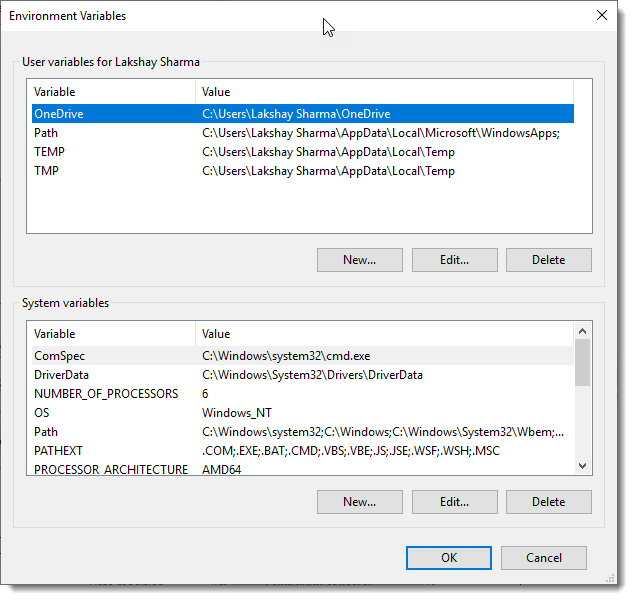 Environment Variables
User variables for Lakshay Sharma
Variable Value
OneDrive C:\Users\Lakshay Sharma\OneDrive
Path C:\Users\Lakshay Sharma\AppData\Local\Microsoft\WindowsApps;
TEMP C:\Users\Lakshay Sharma\AppData\Local\Temp
TMP C:\Users\Lakshay Sharma\AppData\Local\Temp
New... Edit... Delete
System variables
Variable Value
ComSpec C:\Windows\system32\cmd.exe
DriverData C:\Windows\System32\Drivers\DriverData
NUMBER_OF_PROCESSORS 6
OS Windows_NT
Path C:\Windows\system32;C:\Windows;C:\Windows\System32\Wbem;...
PATHEXT .COM;.EXE;.BAT;.CMD;.VBS;.VBE;.JS;.JSE;.WSF;.WSH;.MSC
PROCESSOR_ARCHITECTURE AMD64
New... Edit... Delete
OK Cancel